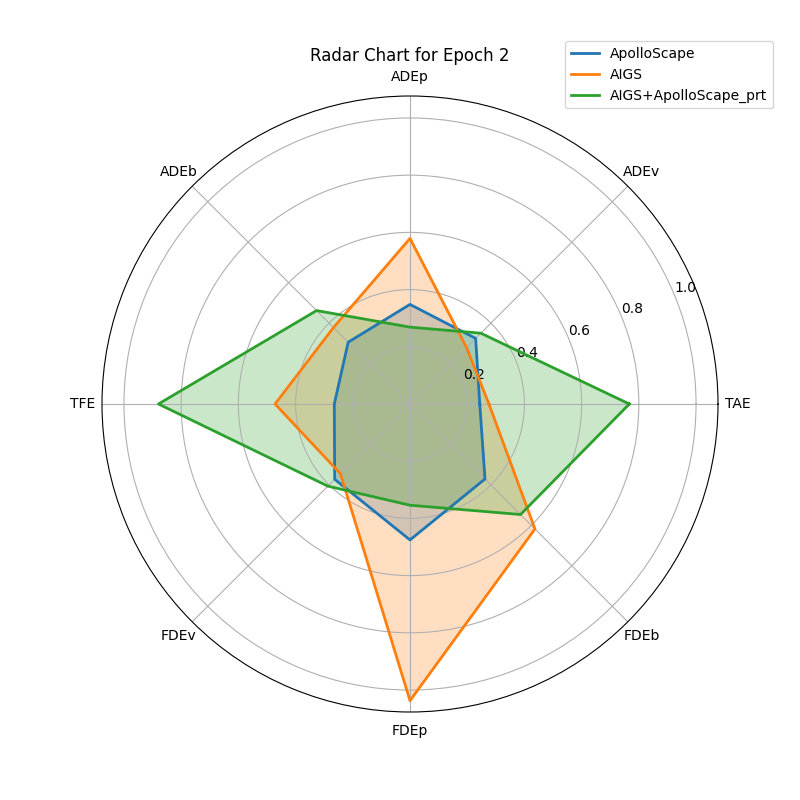 Radar Chart for Epoch 2
ApolloScape
AIGS
AIGS+ApolloScape_prt
ADEp
ADEb
ADEv
1.0
0.8
0.6
0.4
0.2
TFE
TAE
FDEv
FDEb
FDEp